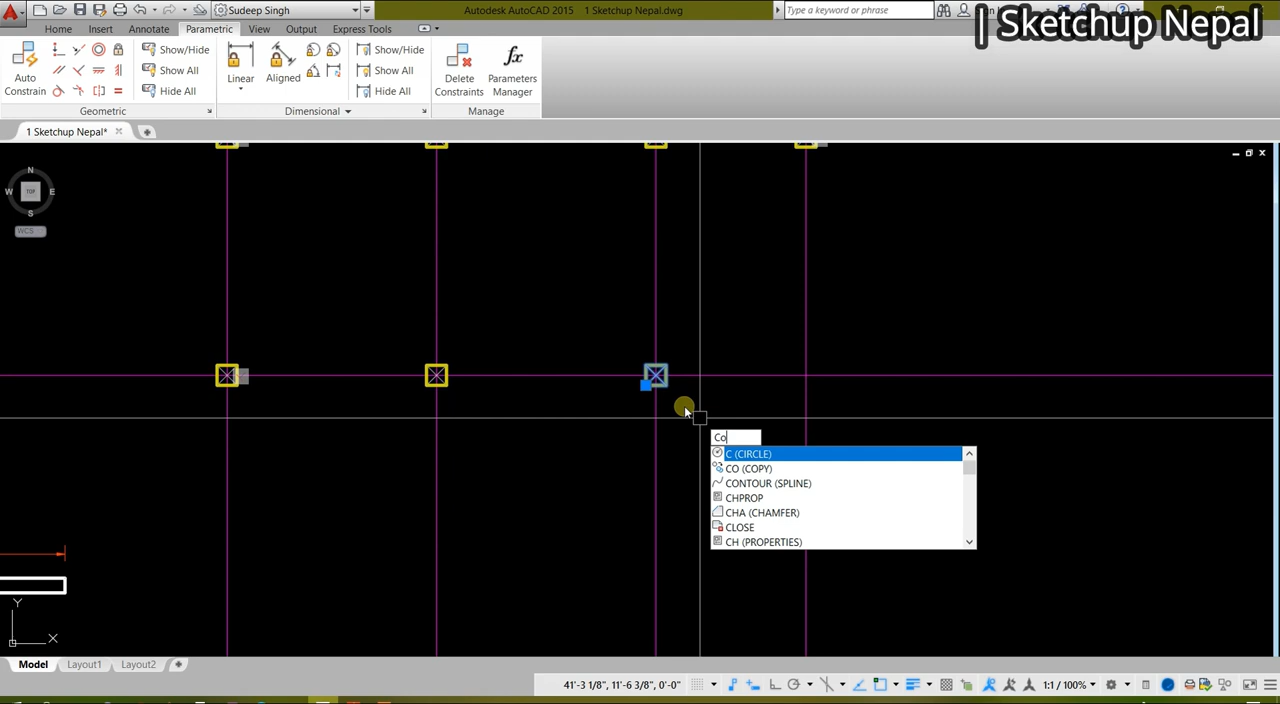 Sudeep Singh
Autodesk AutoCAD 2015 1 Sketchup Nepal.dwg
Type a keyword or phrase
| Sketchup Nepal
Home Insert Annotate Parametric View Output Express Tools
Auto
Constrain
Show/Hide
Show All
Hide All
Linear
Aligned
Show/Hide
Show All
Hide All
Delete
Constraints
Parameters
Manager
fx
Geometric
Dimensional
Manage
1 Sketchup Nepal*
N
W TOP E
S
WCS
Co
C (CIRCLE)
CO (COPY)
CONTOUR (SPLINE)
CHPROP
CHA (CHAMFER)
CLOSE
CH (PROPERTIES)
Y
X
Model Layout1 Layout2
41'-3 1/8", 11'-6 3/8", 0'-0"
1:1 / 100%